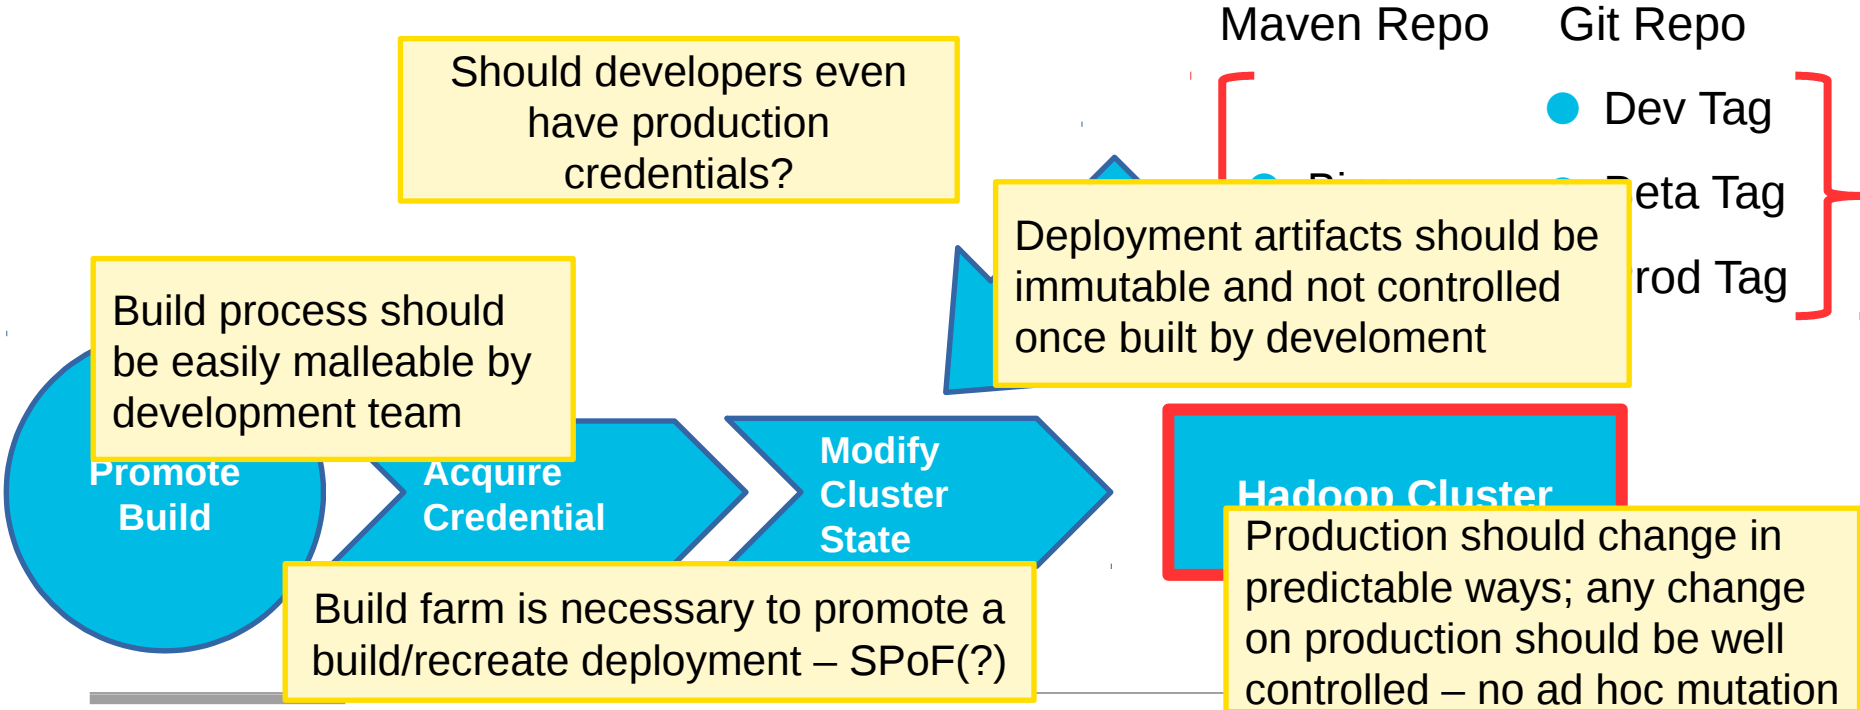 Maven Repo
Git Repo
Should developers even
have production
credentials?
Dev Tag
Beta Tag
Prod Tag
Deployment artifacts should be
immutable and not controlled
once built by develoment
Build process should
be easily malleable by
development team
Promote
Build
Acquire
Credential
Modify
Cluster
State
Hadoop Cluster
Build farm is necessary to promote a
build/recreate deployment – SPoF(?)
Production should change in
predictable ways; any change
on production should be well
controlled – no ad hoc mutation